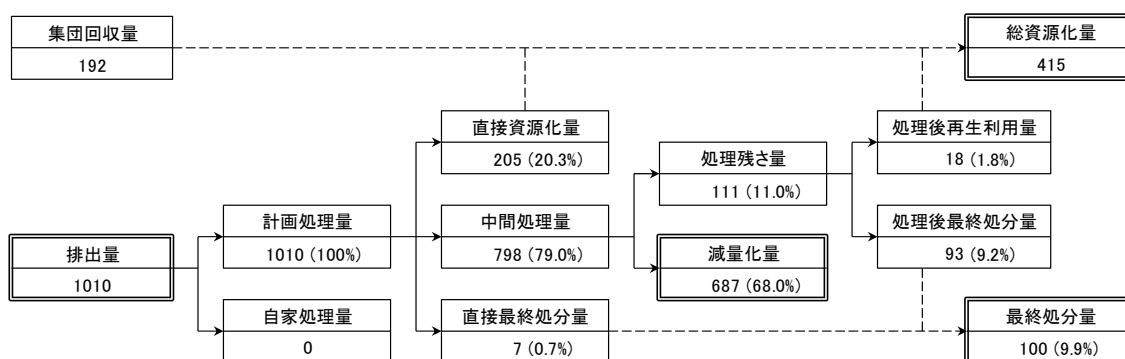 集団回収量
192
総資源化量
415
直接資源化量
205 (20.3%)
処理残さ量
111 (11.0%)
処理後再生利用量
18 (1.8%)
排出量
1010
計画処理量
1010 (100%)
中間処理量
798 (79.0%)
減量化量
687 (68.0%)
処理後最終処分量
93 (9.2%)
自家処理量
0
直接最終処分量
7 (0.7%)
最終処分量
100 (9.9%)